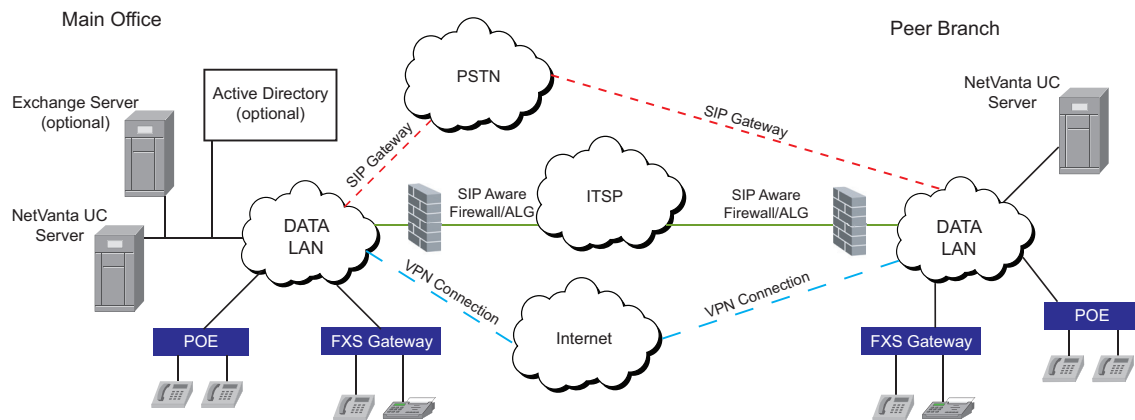 Main Office
Peer Branch
PSTN
NetVanta UC
Server
Exchange Server
(optional)
Active Directory
(optional)
SIP Gateway
SIP Gateway
SIP Aware
Firewall/ALG
ITSP
SIP Aware
Firewall/ALG
NetVanta UC
Server
DATA
LAN
DATA
LAN
VPN Connection
VPN Connection
Internet
POE
FXS Gateway
FXS Gateway
POE